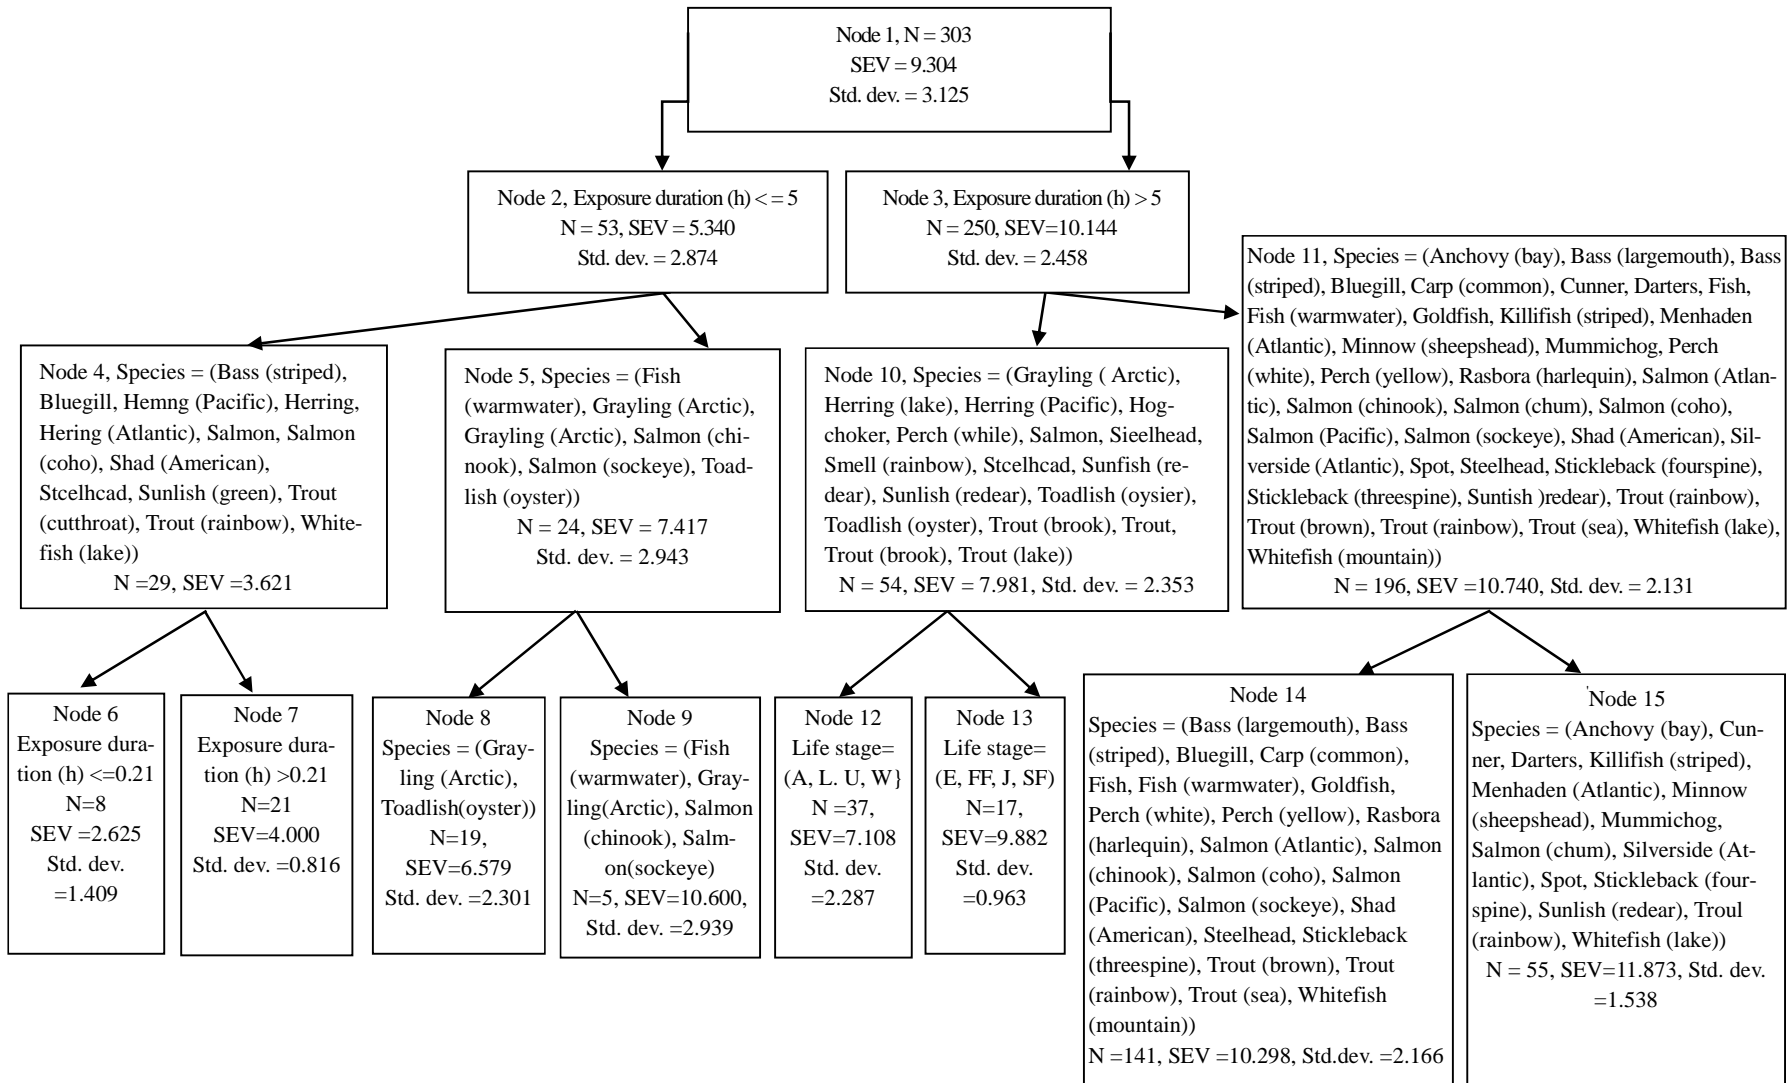 Node 1, N = 303
SEV = 9.304
Std. dev. = 3.125
Node 2, Exposure duration (h) < = 5
N = 53, SEV = 5.340
Std. dev. = 2.874
Node 3, Exposure duration (h) > 5
N = 250, SEV=10.144
Std. dev. = 2.458
Node 4, Species = (Bass (striped),
Bluegill, Hemng (Pacific), Herring,
Hering (Atlantic), Salmon, Salmon
(coho), Shad (American),
Stcelhcad, Sunlish (green), Trout
(cutthroat), Trout (rainbow), White-
fish (lake))
N =29, SEV =3.621
Node 5, Species = (Fish
(warmwater), Grayling (Arctic),
Grayling (Arctic), Salmon (chi-
nook), Salmon (sockeye), Toad-
lish (oyster))
N = 24, SEV = 7.417
Std. dev. = 2.943
Node 10, Species = (Grayling ( Arctic),
Herring (lake), Herring (Pacific), Hog-
choker, Perch (while), Salmon, Sieelhead,
Smell (rainbow), Stcelhcad, Sunfish (re-
dear), Sunlish (redear), Toadlish (oysier),
Toadlish (oyster), Trout (brook), Trout,
Trout (brook), Trout (lake))
N = 54, SEV = 7.981, Std. dev. = 2.353
Node 11, Species = (Anchovy (bay), Bass (largemouth), Bass
(striped), Bluegill, Carp (common), Cunner, Darters, Fish,
Fish (warmwater), Goldfish, Killifish (striped), Menhaden
(Atlantic), Minnow (sheepshead), Mummichog, Perch
(white), Perch (yellow), Rasbora (harlequin), Salmon (Atlan-
tic), Salmon (chinook), Salmon (chum), Salmon (coho),
Salmon (Pacific), Salmon (sockeye), Shad (American), Sil-
verside (Atlantic), Spot, Steelhead, Stickleback (fourspine),
Stickleback (threespine), Suntish )redear), Trout (rainbow),
Trout (brown), Trout (rainbow), Trout (sea), Whitefish (lake),
Whitefish (mountain))
N = 196, SEV =10.740, Std. dev. = 2.131
Node 6
Exposure dura-
tion (h) <=0.21
N=8
SEV =2.625
Std. dev.
=1.409
Node 7
Exposure dura-
tion (h) >0.21
N=21
SEV=4.000
Std. dev. =0.816
Node 8
Species = (Gray-
ling (Arctic),
Toadlish(oyster))
N=19,
SEV=6.579
Std. dev. =2.301
Node 9
Species = (Fish
(warmwater), Gray-
ling(Arctic), Salmon
(chinook), Salm-
on(sockeye)
N=5, SEV=10.600,
Std. dev. =2.939
Node 12
Life stage=
(A, L. U, W}
N =37,
SEV=7.108
Std. dev.
=2.287
Node 13
Life stage=
(E, FF, J, SF)
N=17,
SEV=9.882
Std. dev.
=0.963
Node 14
Species = (Bass (largemouth), Bass
(striped), Bluegill, Carp (common),
Fish, Fish (warmwater), Goldfish,
Perch (white), Perch (yellow), Rasbora
(harlequin), Salmon (Atlantic), Salmon
(chinook), Salmon (coho), Salmon
(Pacific), Salmon (sockeye), Shad
(American), Steelhead, Stickleback
(threespine), Trout (brown), Trout
(rainbow), Trout (sea), Whitefish
(mountain))
N =141, SEV =10.298, Std.dev. =2.166
'Node 15
Species = (Anchovy (bay), Cun-
ner, Darters, Killifish (striped),
Menhaden (Atlantic), Minnow
(sheepshead), Mummichog,
Salmon (chum), Silverside (At-
lantic), Spot, Stickleback (four-
spine), Sunlish (redear), Troul
(rainbow), Whitefish (lake))
N = 55, SEV=11.873, Std. dev.
=1.538